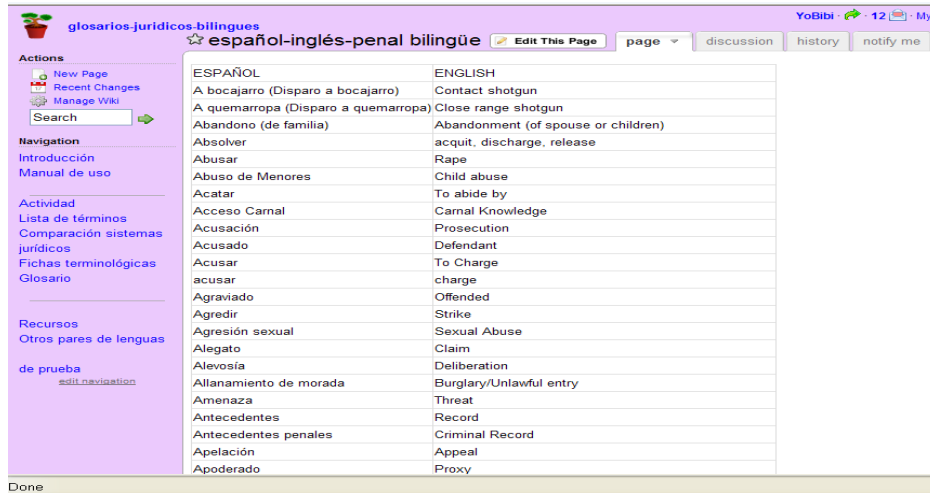 glosarios-juridicos-bilingues
YoBibi · 12 · My
español-inglés-penal bilingüe Edit This Page page discussion history notify me
Actions
New Page
Recent Changes
Manage Wiki
Search
Navigation
Introducción
Manual de uso
Actividad
Lista de términos
Comparación sistemas
jurídicos
Fichas terminológicas
Glosario
Recursos
Otros pares de lenguas
de prueba
edit navigation
ESPAÑOL ENGLISH
A bocajarro (Disparo a bocajarro) Contact shotgun
A quemarropa (Disparo a quemarropa) Close range shotgun
Abandono (de familia) Abandonment (of spouse or children)
Absolver acquit, discharge, release
Abusar Rape
Abuso de Menores Child abuse
Acatar To abide by
Acceso Carnal Carnal Knowledge
Acusación Prosecution
Acusado Defendant
Acusar To Charge
acusar charge
Agraviado Offended
Agredir Strike
Agresión sexual Sexual Abuse
Alegato Claim
Alevosía Deliberation
Allanamiento de morada Burglary/Unlawful entry
Amenaza Threat
Antecedentes Record
Antecedentes penales Criminal Record
Apelación Appeal
Apoderado Proxy
Done